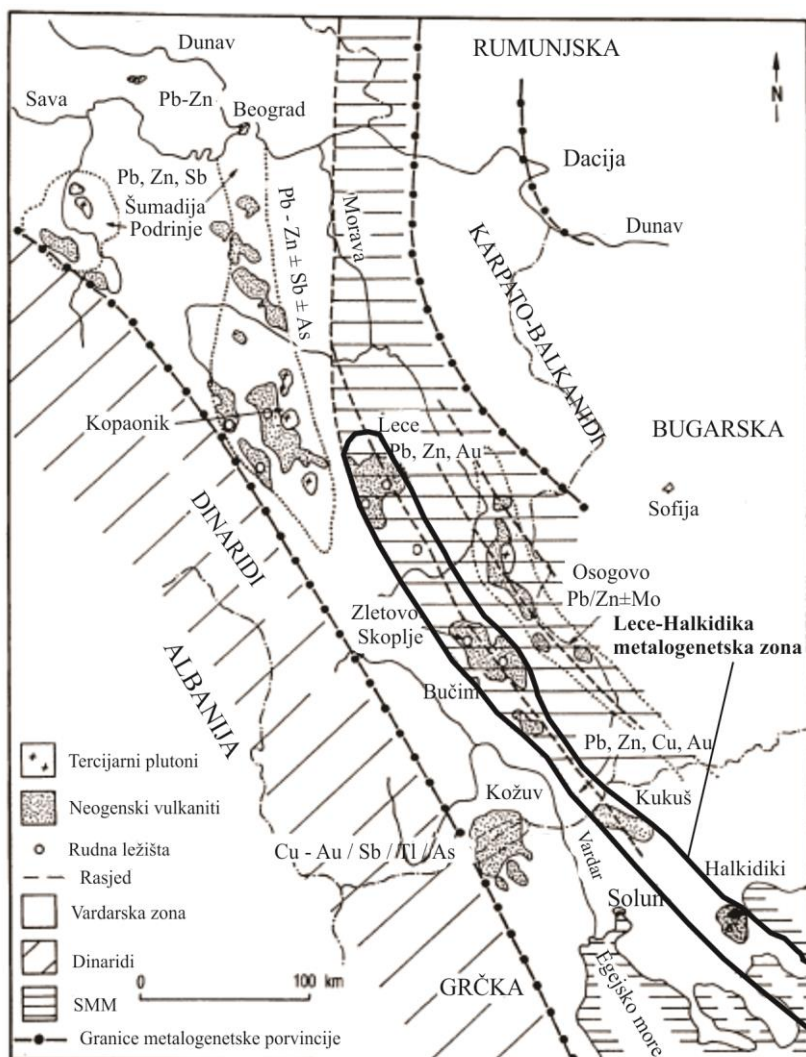 Dunav
RUMUNJSKA
N
Sava
Pb-Zn
Beograd
Dacija
Pb, Zn, Sb
Šumadija
Podrinje
Pb - Zn ± Sb ± As
Morava
Dunav
KARPATO-BALKANIDI
Kopaonik
Lece
Pb, Zn, Au
BUGARSKA
Sofija
DINARIDI
Osogovo
Pb/Zn±Mo
Zletovo
Skoplje
Lece-Halkidika
metalogenetska zona
ALBANIJA
Bučim
Pb, Zn, Cu, Au
Kožuv
Kukuš
Cu - Au / Sb / Tl / As
Vardar
Halkidiki
Solun
GRČKA
Egejsko more
Tercijarni plutoni
Neogenski vulkaniti
Rudna ležišta
Rasjed
Vardarska zona
Dinaridi
SMM
Granice metalogenetske porvincije
0 100 km